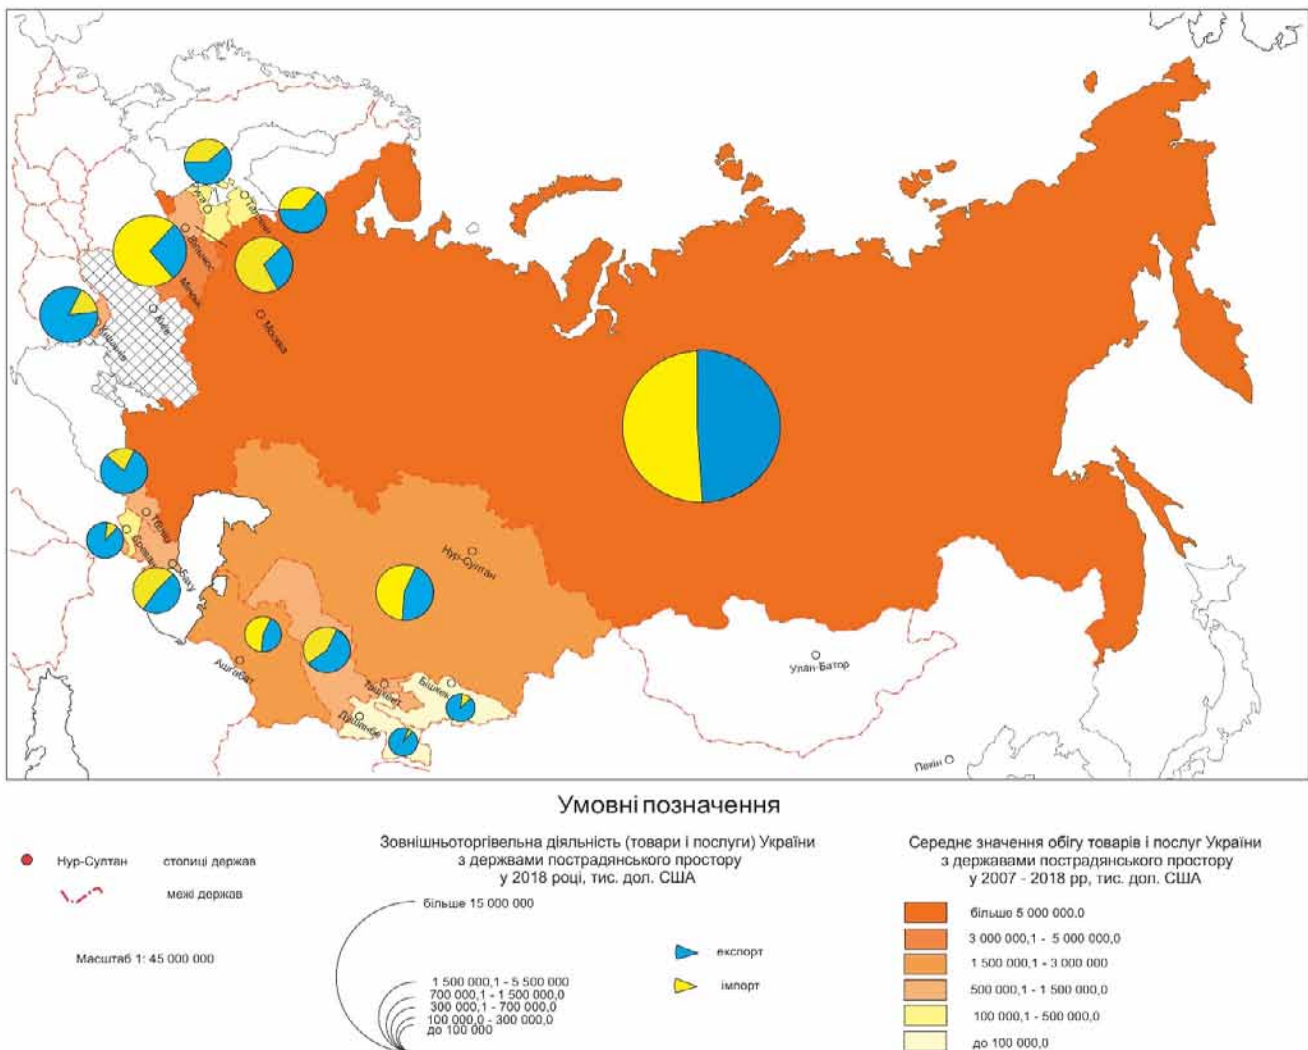 Рига
Таллінн
Вільнюс
Мінськ
Київ
Москва
Кишинів
Тбілісі
Єреван
Баку
Нур-Султан
Ашгабат
Ташкент
Бішкек
Душанбе
Улан-Батор
Пекін
Умовні позначення
Нур-Султан столиці держав
межі держав
Масштаб 1: 45 000 000
Зовнішньоторгівельна діяльність (товари і послуги) України
з державами пострадянського простору
у 2018 році, тис. дол. США
більше 15 000 000
1 500 000,1 - 5 500 000
700 000,1 - 1 500 000,0
300 000,1 - 700 000,0
100 000,0 - 300 000,0
до 100 000
експорт
імпорт
Середнє значення обігу товарів і послуг України
з державами пострадянського простору
у 2007 - 2018 рр, тис. дол. США
більше 5 000 000.0
3 000 000,1 - 5 000 000,0
1 500 000,1 - 3 000 000
500 000,1 - 1 500 000,0
100 000,1 - 500 000,0
до 100 000,0